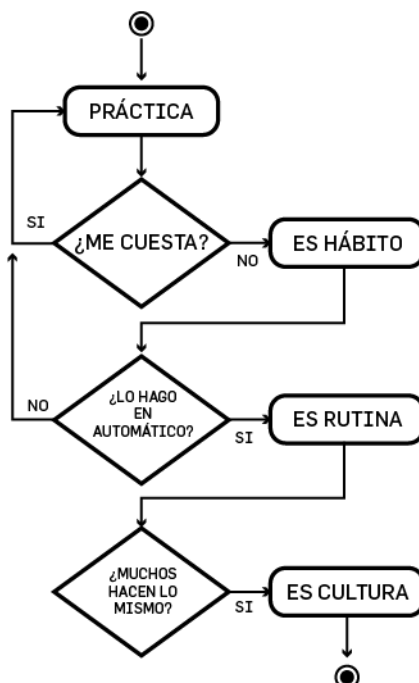 PRÁCTICA
SI
¿ME CUESTA?
NO
ES HÁBITO
NO
¿LO HAGO
EN
AUTOMÁTICO?
SI
ES RUTINA
¿MUCHOS
HACEN LO
MISMO?
SI
ES CULTURA